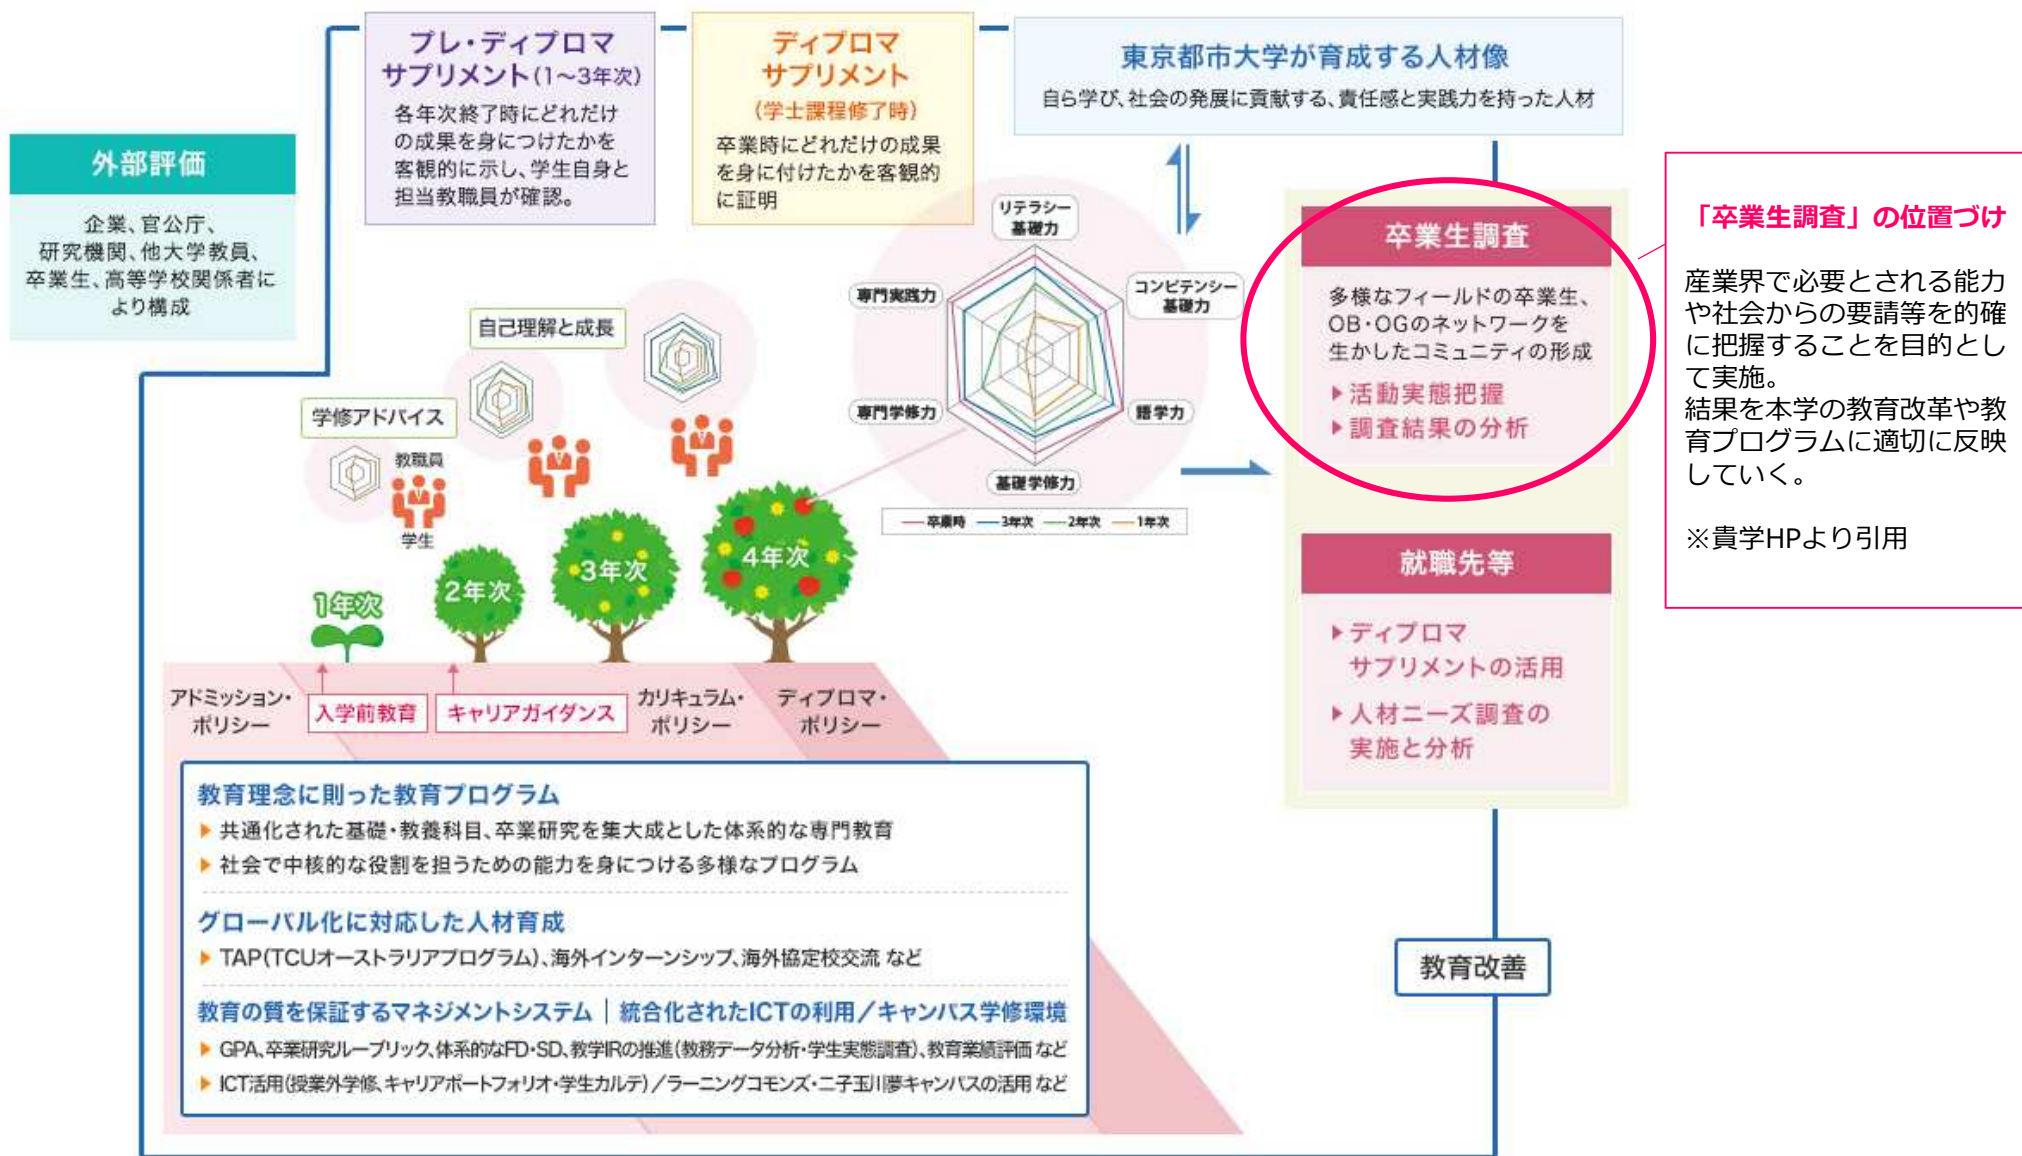 プレ・ディプロマ
サプリメント(1～3年次)
各年次終了時にどれだけ
の成果を身につけたかを
客観的に示し、学生自身と
担当教職員が確認。
ディプロマ
サプリメント
(学士課程修了時)
卒業時にどれだけの成果
を身に付けたかを客観的
に証明
東京都市大学が育成する人材像
自ら学び、社会の発展に貢献する、責任感と実践力を持った人材
外部評価
企業、官公庁、
研究機関、他大学教員、
卒業生、高等学校関係者に
より構成
リテラシー
基礎力
コンピテンシー
基礎力
語学力
基礎学修力
専門学修力
専門実践力
卒業時 3年次 2年次 1年次
自己理解と成長
学修アドバイス
教職員
学生
1年次
2年次
3年次
4年次
卒業生調査
多様なフィールドの卒業生、
OB・OGのネットワークを
生かしたコミュニティの形成
▶活動実態把握
▶調査結果の分析
就職先等
▶ディプロマ
サプリメントの活用
▶人材ニーズ調査の
実施と分析
「卒業生調査」の位置づけ
産業界で必要とされる能力
や社会からの要請等を的確
に把握することを目的とし
て実施。
結果を本学の教育改革や教
育プログラムに適切に反映
していく。
※貴学HPより引用
アドミッション・
ポリシー
入学前教育
キャリアガイダンス
カリキュラム・
ポリシー
ディプロマ・
ポリシー
教育理念に則った教育プログラム
▶共通化された基礎・教養科目、卒業研究を集大成とした体系的な専門教育
▶社会で中核的な役割を担うための能力を身につける多様なプログラム
グローバル化に対応した人材育成
▶TAP(TCUオーストラリアプログラム)、海外インターンシップ、海外協定校交流 など
教育の質を保証するマネジメントシステム｜統合化されたICTの利用／キャンパス学修環境
▶GPA、卒業研究ルーブリック、体系的なFD・SD、教学IRの推進(教務データ分析・学生実態調査)、教育業績評価 など
▶ICT活用(授業外学修、キャリアポートフォリオ・学生カルテ)／ラーニングコモンズ・二子玉川夢キャンパスの活用 など
教育改善